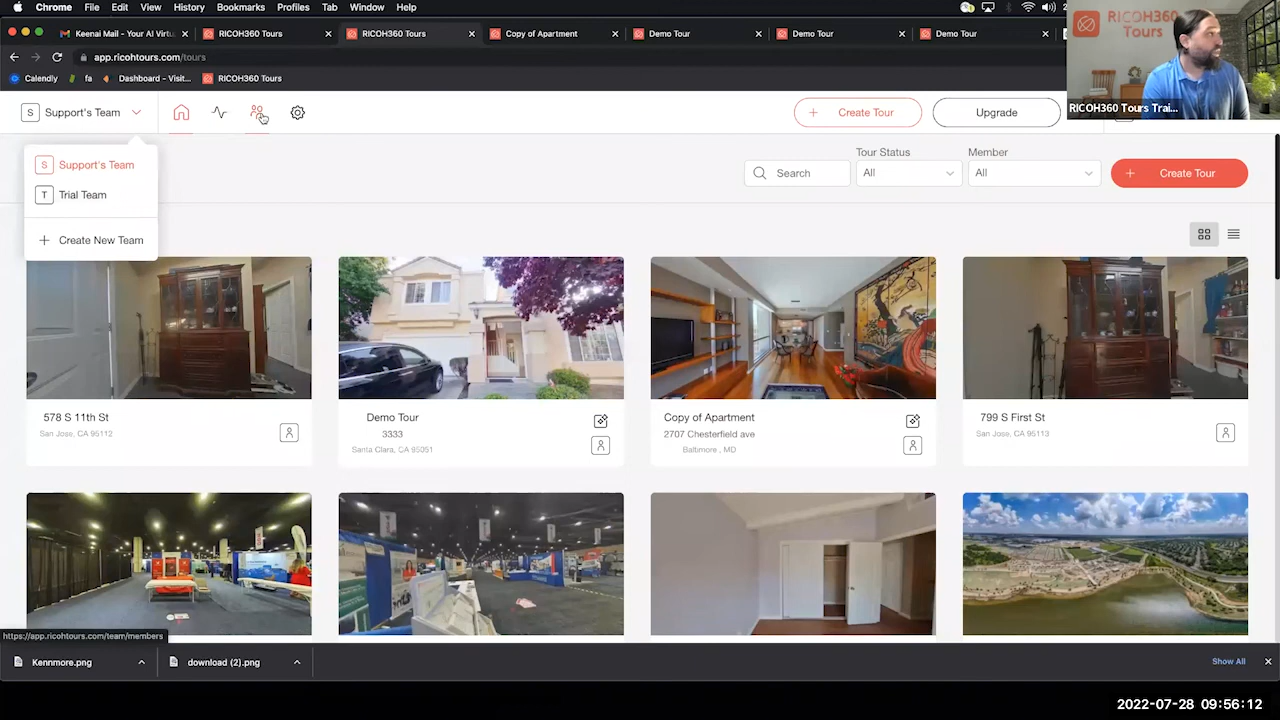 Chrome File Edit View History Bookmarks Profiles Tab Window Help
Keenai Mail - Your AI Virtu
RICOH360 Tours
RICOH360 Tours
Copy of Apartment
Demo Tour
Demo Tour
Demo Tour
app.ricohtours.com/tours
Calendly
fa
Dashboard - Visit...
RICOH360 Tours
RICOH360
Tours
RICOH360 Tours Trai...
S Support's Team
Create Tour
Upgrade
S Support's Team
T Trial Team
Create New Team
Tour Status
Member
Search
All
All
Create Tour
578 S 11th St
San Jose, CA 95112
Demo Tour
3333
Santa Clara, CA 95051
Copy of Apartment
2707 Chesterfield ave
Baltimore , MD
799 S First St
San Jose, CA 95113
https://app.ricohtours.com/team/members
Kennmore.png
download (2).png
Show All
2022-07-28 09:56:12